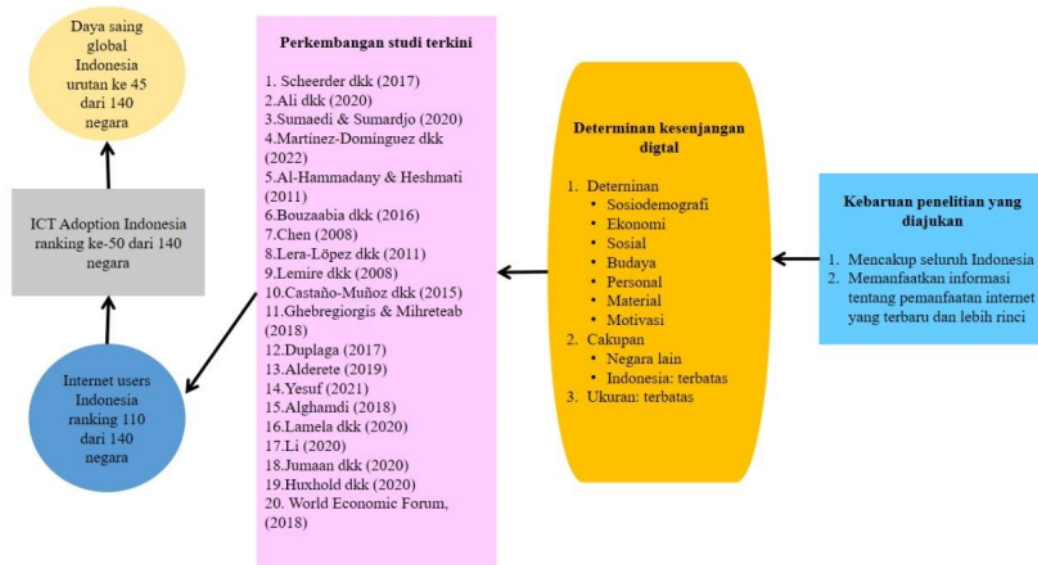 Daya saing
global
Indonesia
urutan ke 45
dari 140
negara
ICT Adoption Indonesia
ranking ke-50 dari 140
negara
Internet users
Indonesia
ranking 110
dari 140
negara
Perkembangan studi terkini
1. Scheerder dkk (2017)
2.Ali dkk (2020)
3.Sumaedi & Sumardjo (2020)
4.Martínez-Domínguez dkk
(2022)
5.Al-Hammadany & Heshmati
(2011)
6.Bouzaabia dkk (2016)
7.Chen (2008)
8.Lera-Löpez dkk (2011)
9.Lemire dkk (2008)
10.Castaño-Muñoz dkk (2015)
11.Ghebregiorgis & Mihreteab
(2018)
12.Duplaga (2017)
13.Alderete (2019)
14.Yesuf (2021)
15.Alghamdi (2018)
16.Lamela dkk (2020)
17.Li (2020)
18.Jumaan dkk (2020)
19.Huxhold dkk (2020)
20. World Economic Forum,
(2018)
Determinan kesenjangan
digtal
1. Deterninan
• Sosiodemografi
• Ekonomi
• Sosial
• Budaya
• Personal
• Material
• Motivasi
2. Cakupan
• Negara lain
• Indonesia: terbatas
3. Ukuran: terbatas
Kebaruan penelitian yang
diajukan
1. Mencakup seluruh Indonesia
2. Memanfaatkan informasi
tentang pemanfaatan internet
yang terbaru dan lebih rinci